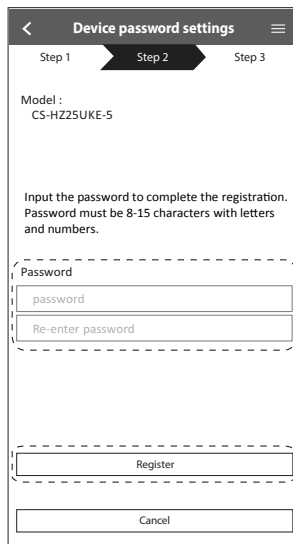 Device password settings
Step 1 Step 2 Step 3
Model :
CS-HZ25UKE-5
Input the password to complete the registration.
Password must be 8-15 characters with letters
and numbers.
Password
password
Re-enter password
Register
Cancel